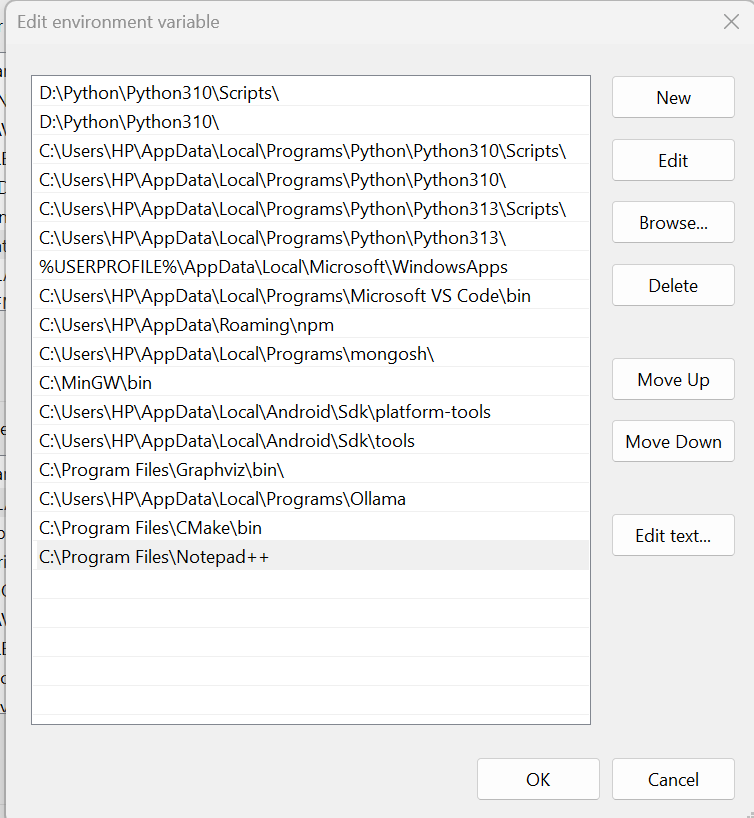 Edit environment variable
D:\Python\Python310\Scripts\
D:\Python\Python310\
C:\Users\HP\AppData\Local\Programs\Python\Python310\Scripts\
C:\Users\HP\AppData\Local\Programs\Python\Python310\
C:\Users\HP\AppData\Local\Programs\Python\Python313\Scripts\
C:\Users\HP\AppData\Local\Programs\Python\Python313\
%USERPROFILE%\AppData\Local\Microsoft\WindowsApps
C:\Users\HP\AppData\Local\Programs\Microsoft VS Code\bin
C:\Users\HP\AppData\Roaming\npm
C:\Users\HP\AppData\Local\Programs\mongosh\
C:\MinGW\bin
C:\Users\HP\AppData\Local\Android\Sdk\platform-tools
C:\Users\HP\AppData\Local\Android\Sdk\tools
C:\Program Files\Graphviz\bin\
C:\Users\HP\AppData\Local\Programs\Ollama
C:\Program Files\CMake\bin
C:\Program Files\Notepad++
New
Edit
Browse...
Delete
Move Up
Move Down
Edit text...
OK
Cancel